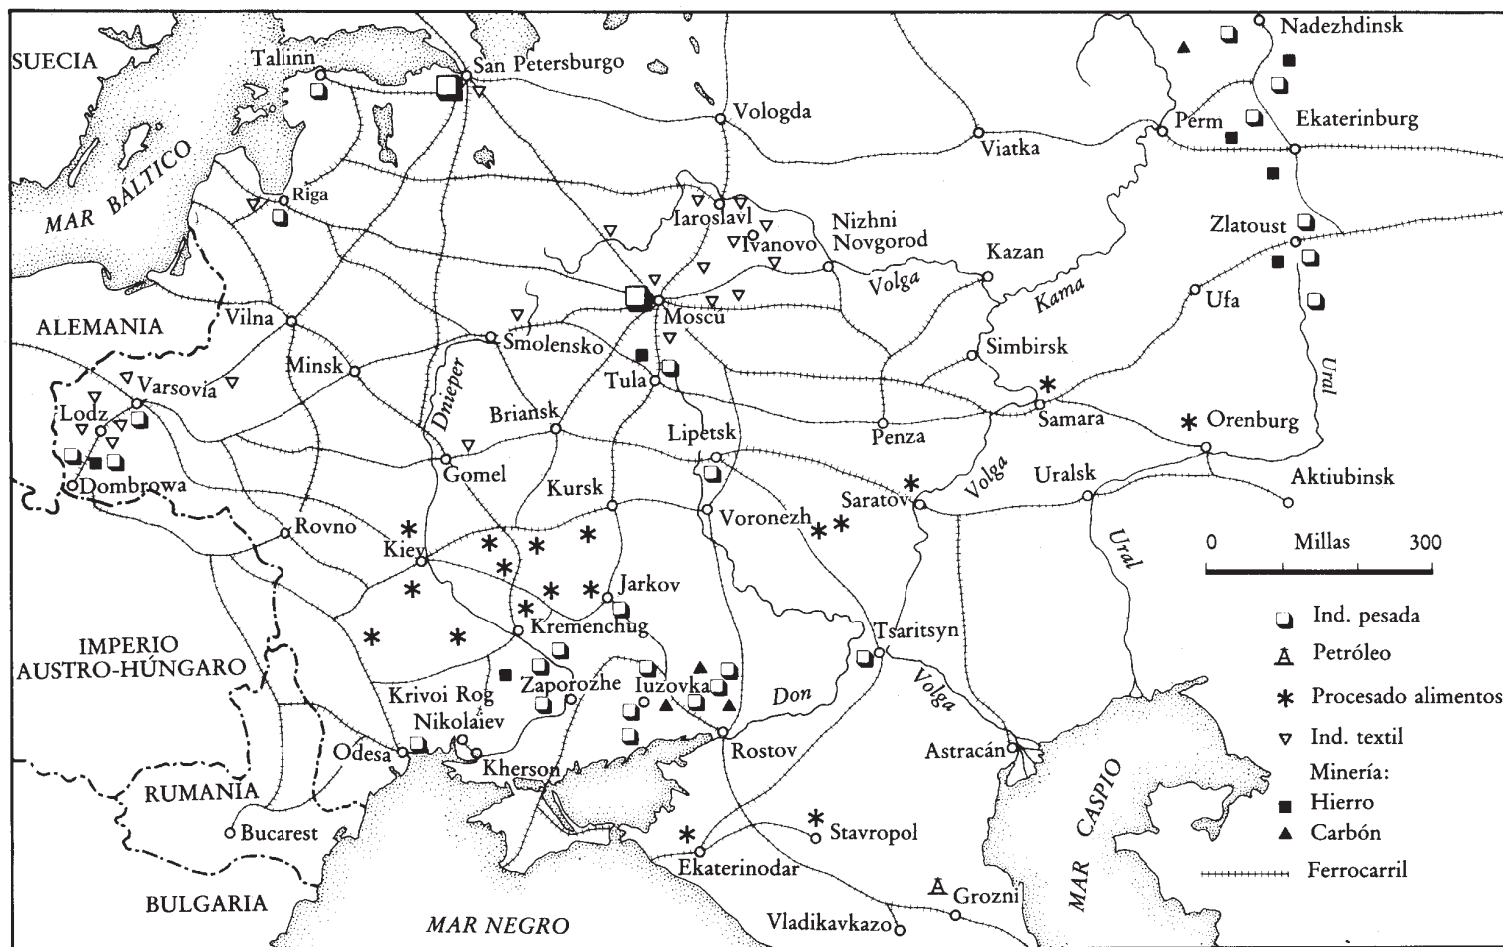 Nadezhdinsk
SUECIA
Tallinn
San Petersburgo
Vologda
Perm
Ekaterinburg
Viatka
MAR BÁLTICO
Riga
Iaroslavl
Ivanovo
Nizhni
Novgorod
Zlatoust
Kazan
Volga
Kama
Ufa
ALEMANIA
Vilna
Moscú
Smolensko
Simbirsk
Minsk
Dnieper
Tula
Ural
Varsovia
Lodz
Briansk
Penza
Samara
Orenburg
Lipetsk
Gomel
Dombrowa
Kursk
Voronezh
Saratov
Volga
Uralsk
Aktiubinsk
Rovno
Kiev
Ural
0 Millas 300
Jarkov
Kremenchug
Tsaritsyn
IMPERIO
AUSTRO-HÚNGARO
Krivoi Rog
Zaporozhe
Iuzovka
Don
Volga
Nikolaiev
Odesa
Kherson
Rostov
Astracán
RUMANIA
Bucarest
Stavropol
Ekaterinodar
MAR CASPIO
BULGARIA
MAR NEGRO
Vladikavkazo
Grozni
Ind. pesada
Petróleo
Procesado alimentos
Ind. textil
Minería:
Hierro
Carbón
Ferrocarril